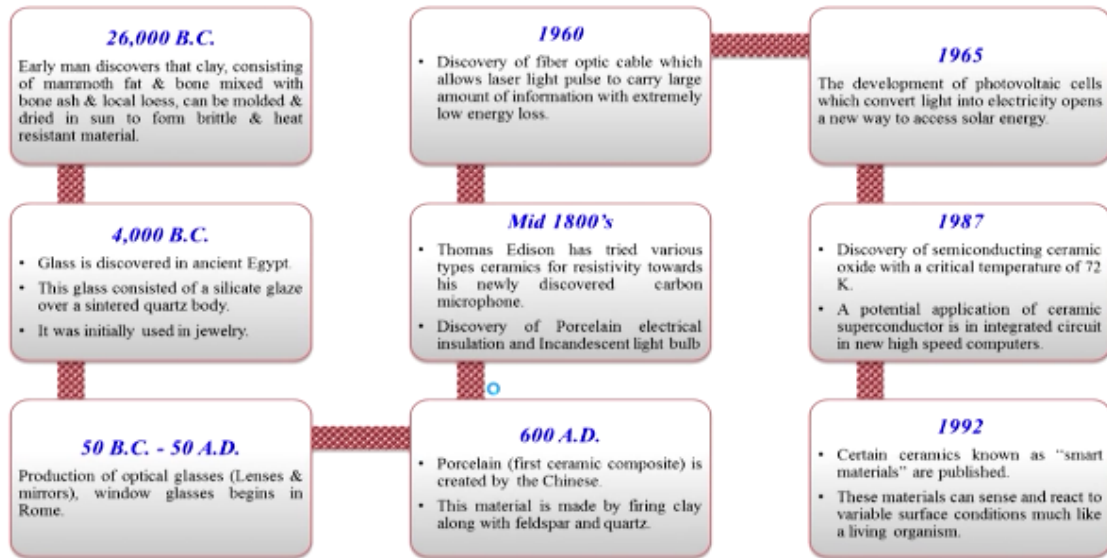 26,000 B.C.
Early man discovers that clay, consisting
of mammoth fat & bone mixed with
bone ash & local loess, can be molded &
dried in sun to form brittle & heat
resistant material.
4,000 B.C.
• Glass is discovered in ancient Egypt.
• This glass consisted of a silicate glaze
over a sintered quartz body.
• It was initially used in jewelry.
50 B.C. - 50 A.D.
Production of optical glasses (Lenses &
mirrors), window glasses begins in
Rome.
600 A.D.
• Porcelain (first ceramic composite) is
created by the Chinese.
• This material is made by firing clay
along with feldspar and quartz.
Mid 1800's
• Thomas Edison has tried various
types ceramics for resistivity towards
his newly discovered carbon
microphone.
• Discovery of Porcelain electrical
insulation and Incandescent light bulb
1960
• Discovery of fiber optic cable which
allows laser light pulse to carry large
amount of information with extremely
low energy loss.
1965
The development of photovoltaic cells
which convert light into electricity opens
a new way to access solar energy.
1987
• Discovery of semiconducting ceramic
oxide with a critical temperature of 72
K.
• A potential application of ceramic
superconductor is in integrated circuit
in new high speed computers.
1992
• Certain ceramics known as “smart
materials” are published.
• These materials can sense and react to
variable surface conditions much like
a living organism.